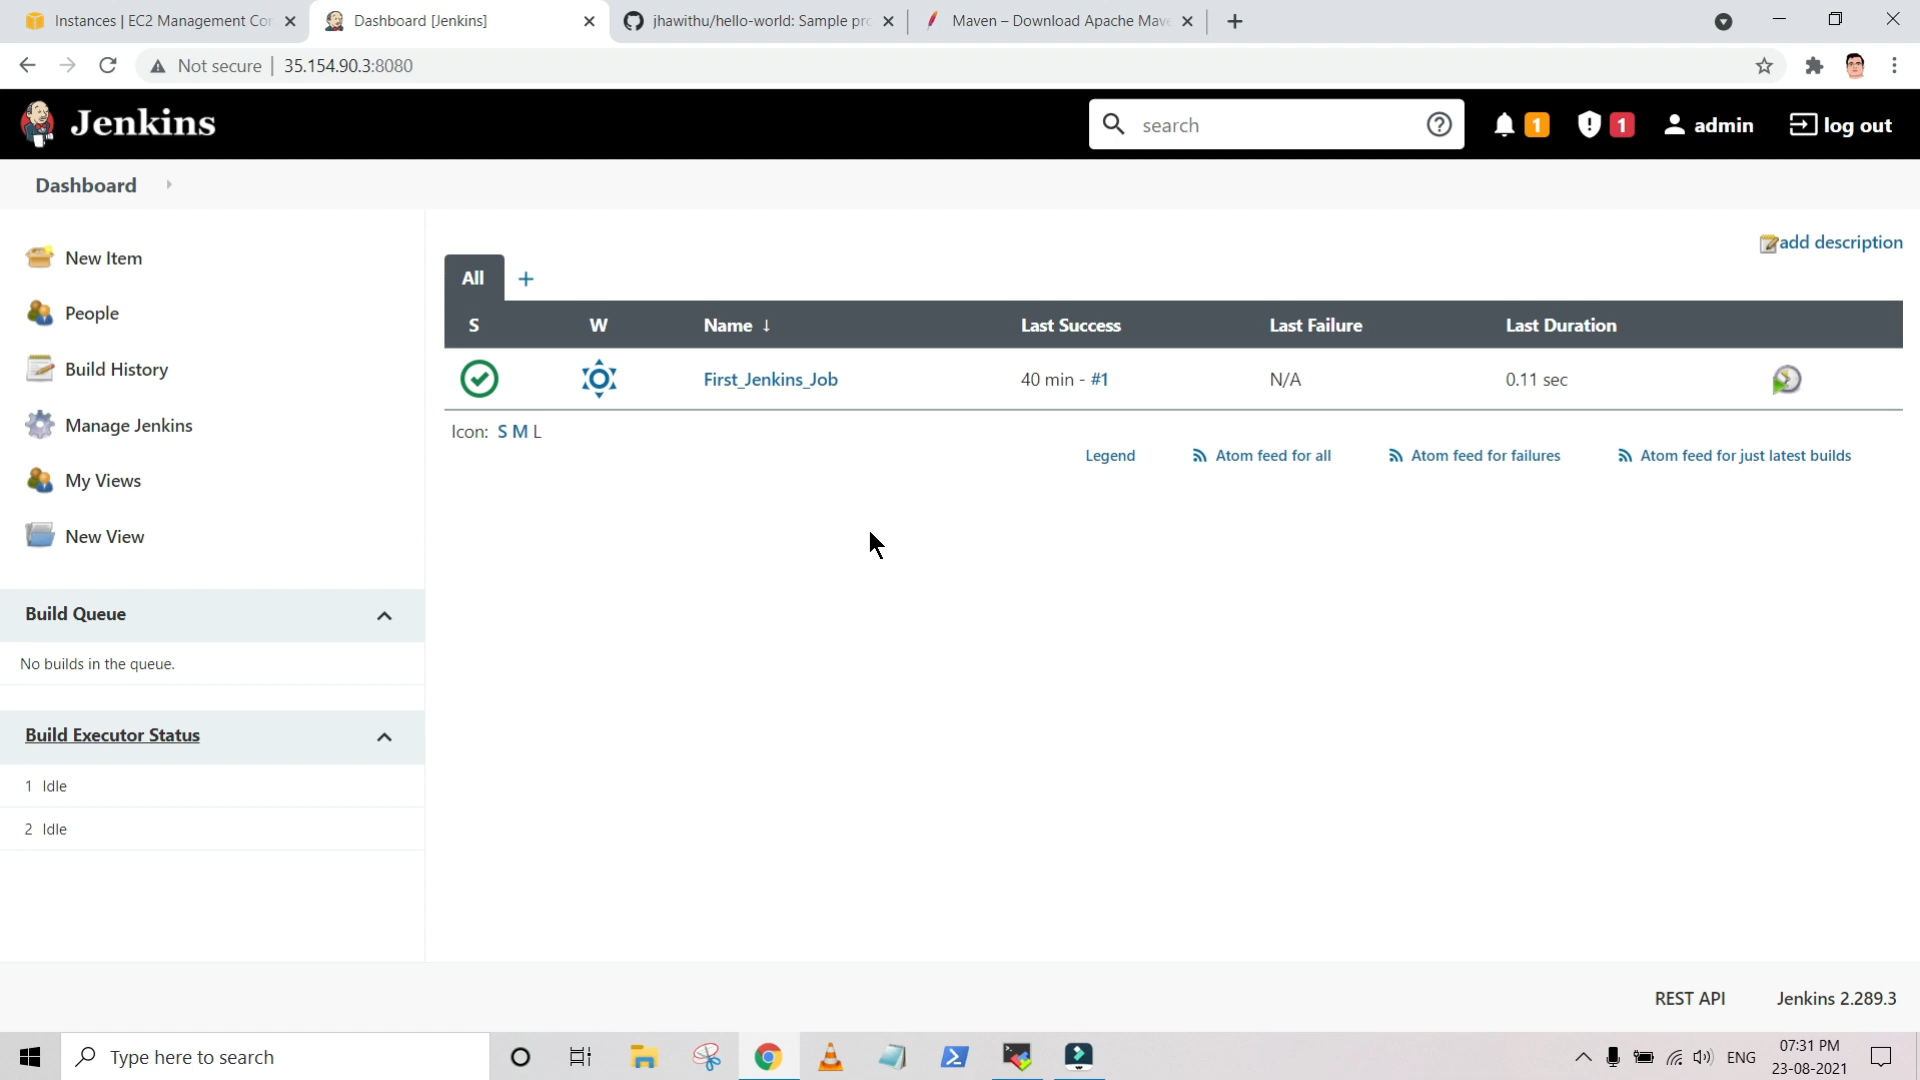 Instances | EC2 Management Con
Dashboard [Jenkins]
jhawithu/hello-world: Sample pro
Maven – Download Apache Mave
Not secure | 35.154.90.3:8080
Jenkins
search
1
1
admin
log out
Dashboard
New Item
People
Build History
Manage Jenkins
My Views
New View
Build Queue
No builds in the queue.
Build Executor Status
1 Idle
2 Idle
add description
All +
S W Name ↓ Last Success Last Failure Last Duration
First_Jenkins_Job 40 min - #1 N/A 0.11 sec
Icon: S M L
Legend Atom feed for all Atom feed for failures Atom feed for just latest builds
REST API Jenkins 2.289.3
Type here to search
ENG
07:31 PM
23-08-2021